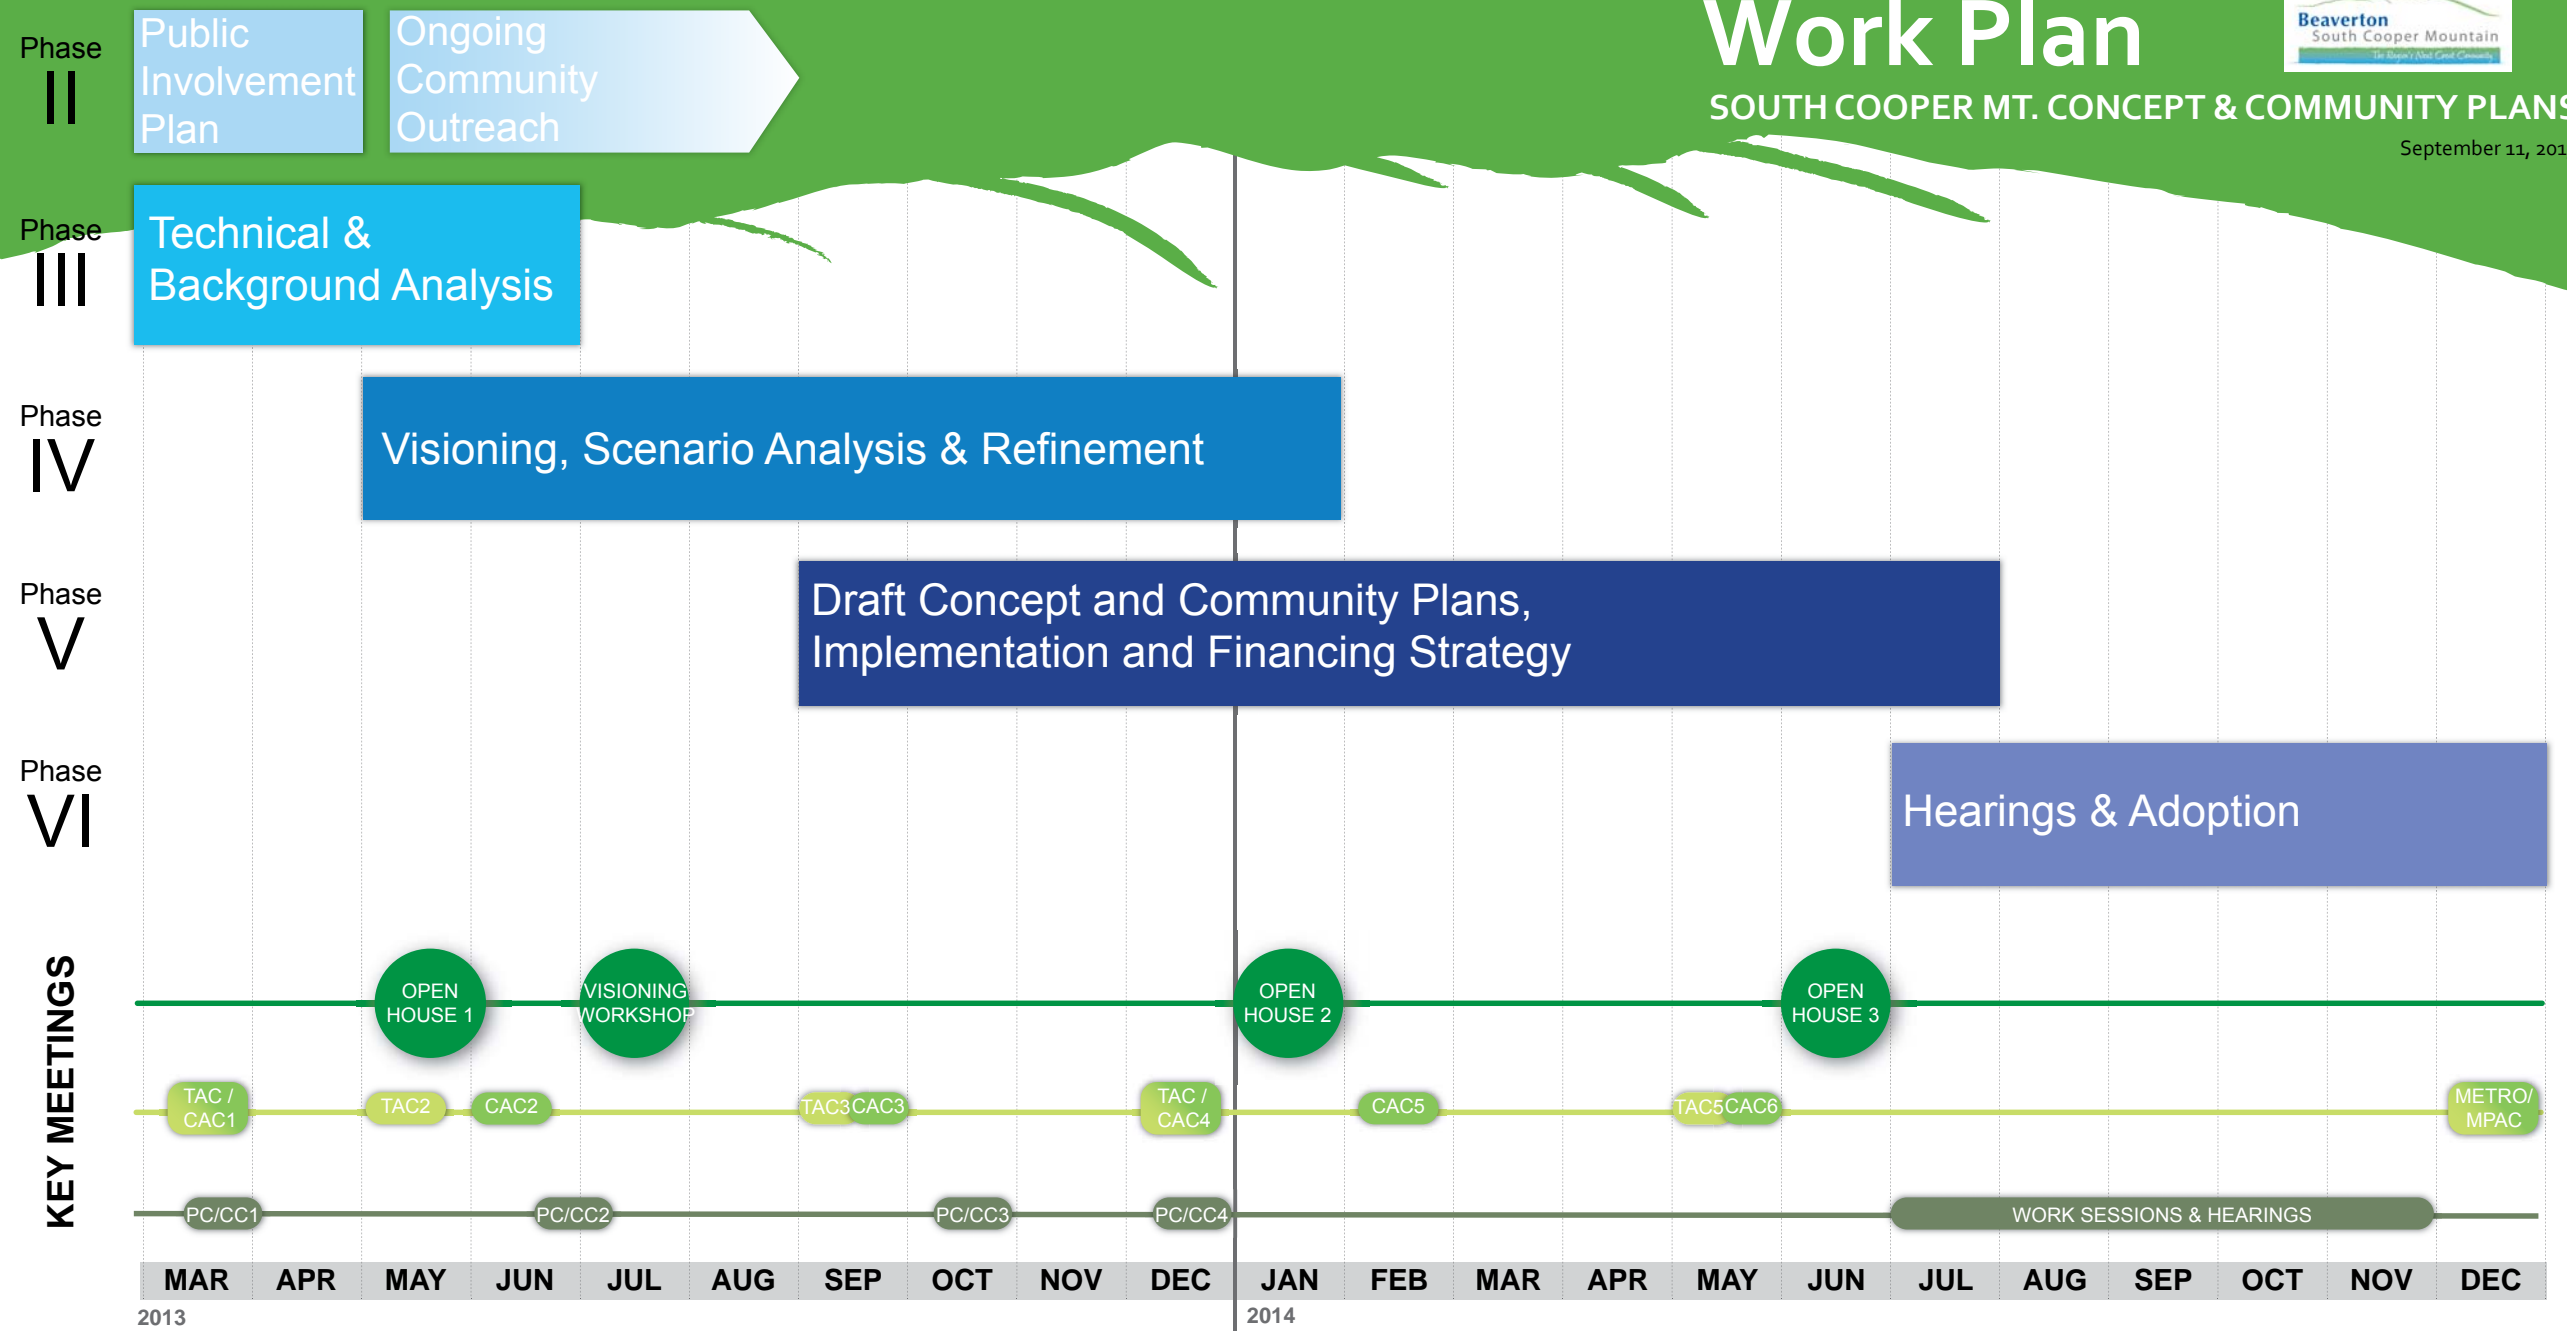 Work Plan
Beaverton
South Cooper Mountain
The Region's Next Great Community
SOUTH COOPER MT. CONCEPT & COMMUNITY PLANS
September 11, 201
Phase
II
Public
Involvement
Plan
Ongoing
Community
Outreach
Phase
III
Technical &
Background Analysis
Phase
IV
Visioning, Scenario Analysis & Refinement
Phase
V
Draft Concept and Community Plans,
Implementation and Financing Strategy
Phase
VI
Hearings & Adoption
KEY MEETINGS
OPEN
HOUSE 1
VISIONING
WORKSHOP
OPEN
HOUSE 2
OPEN
HOUSE 3
TAC /
CAC1
TAC2
CAC2
TAC3
CAC3
TAC /
CAC4
CAC5
TAC5
CAC6
METRO/
MPAC
PC/CC1
PC/CC2
PC/CC3
PC/CC4
WORK SESSIONS & HEARINGS
MAR APR MAY JUN JUL AUG SEP OCT NOV DEC JAN FEB MAR APR MAY JUN JUL AUG SEP OCT NOV DEC
2013
2014